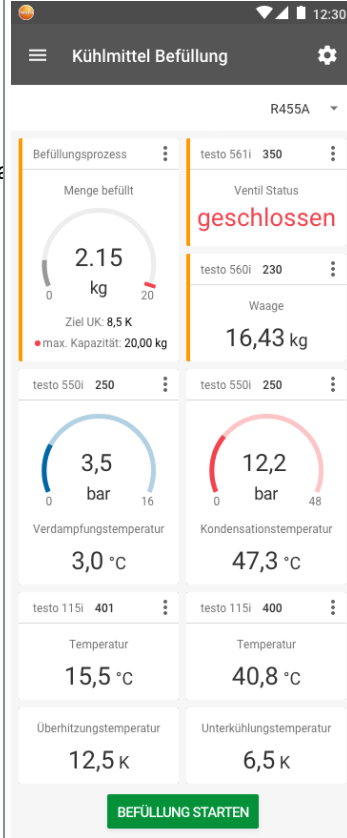 12:30
Kühlmittel Befüllung
R455A
Befüllungsprozess
Menge befüllt
2.15
kg
0
20
Ziel UK: 8,5 K
max. Kapazität: 20,00 kg
testo 561i 350
Ventil Status
geschlossen
testo 560i 230
Waage
16,43 kg
testo 550i 250
3,5
bar
0
16
Verdampfungstemperatur
3,0 °C
testo 550i 250
12,2
bar
0
48
Kondensationstemperatur
47,3 °C
testo 115i 401
Temperatur
15,5 °C
testo 115i 400
Temperatur
40,8 °C
Überhitzungstemperatur
12,5 K
Unterkühlungstemperatur
6,5 K
BEFÜLLUNG STARTEN